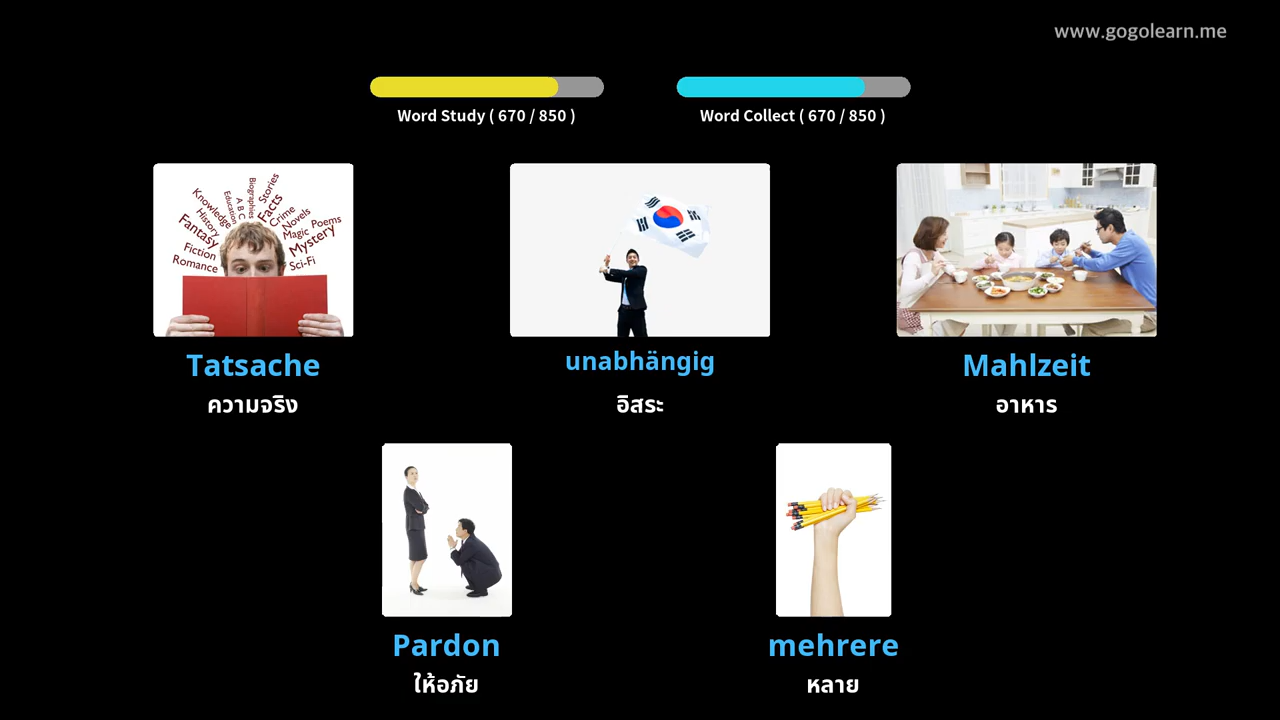 www.gogolearn.me
Word Study ( 670 / 850 )
Word Collect ( 670 / 850 )
Knowledge
History
Fantasy
Fiction
Romance
Education
A B C
Biographies
Stories
Facts
Crime
Novels
Magic
Poems
Mystery
Sci-Fi
Tatsache
ความจริง
unabhängig
อิสระ
Mahlzeit
อาหาร
Pardon
ให้อภัย
mehrere
หลาย